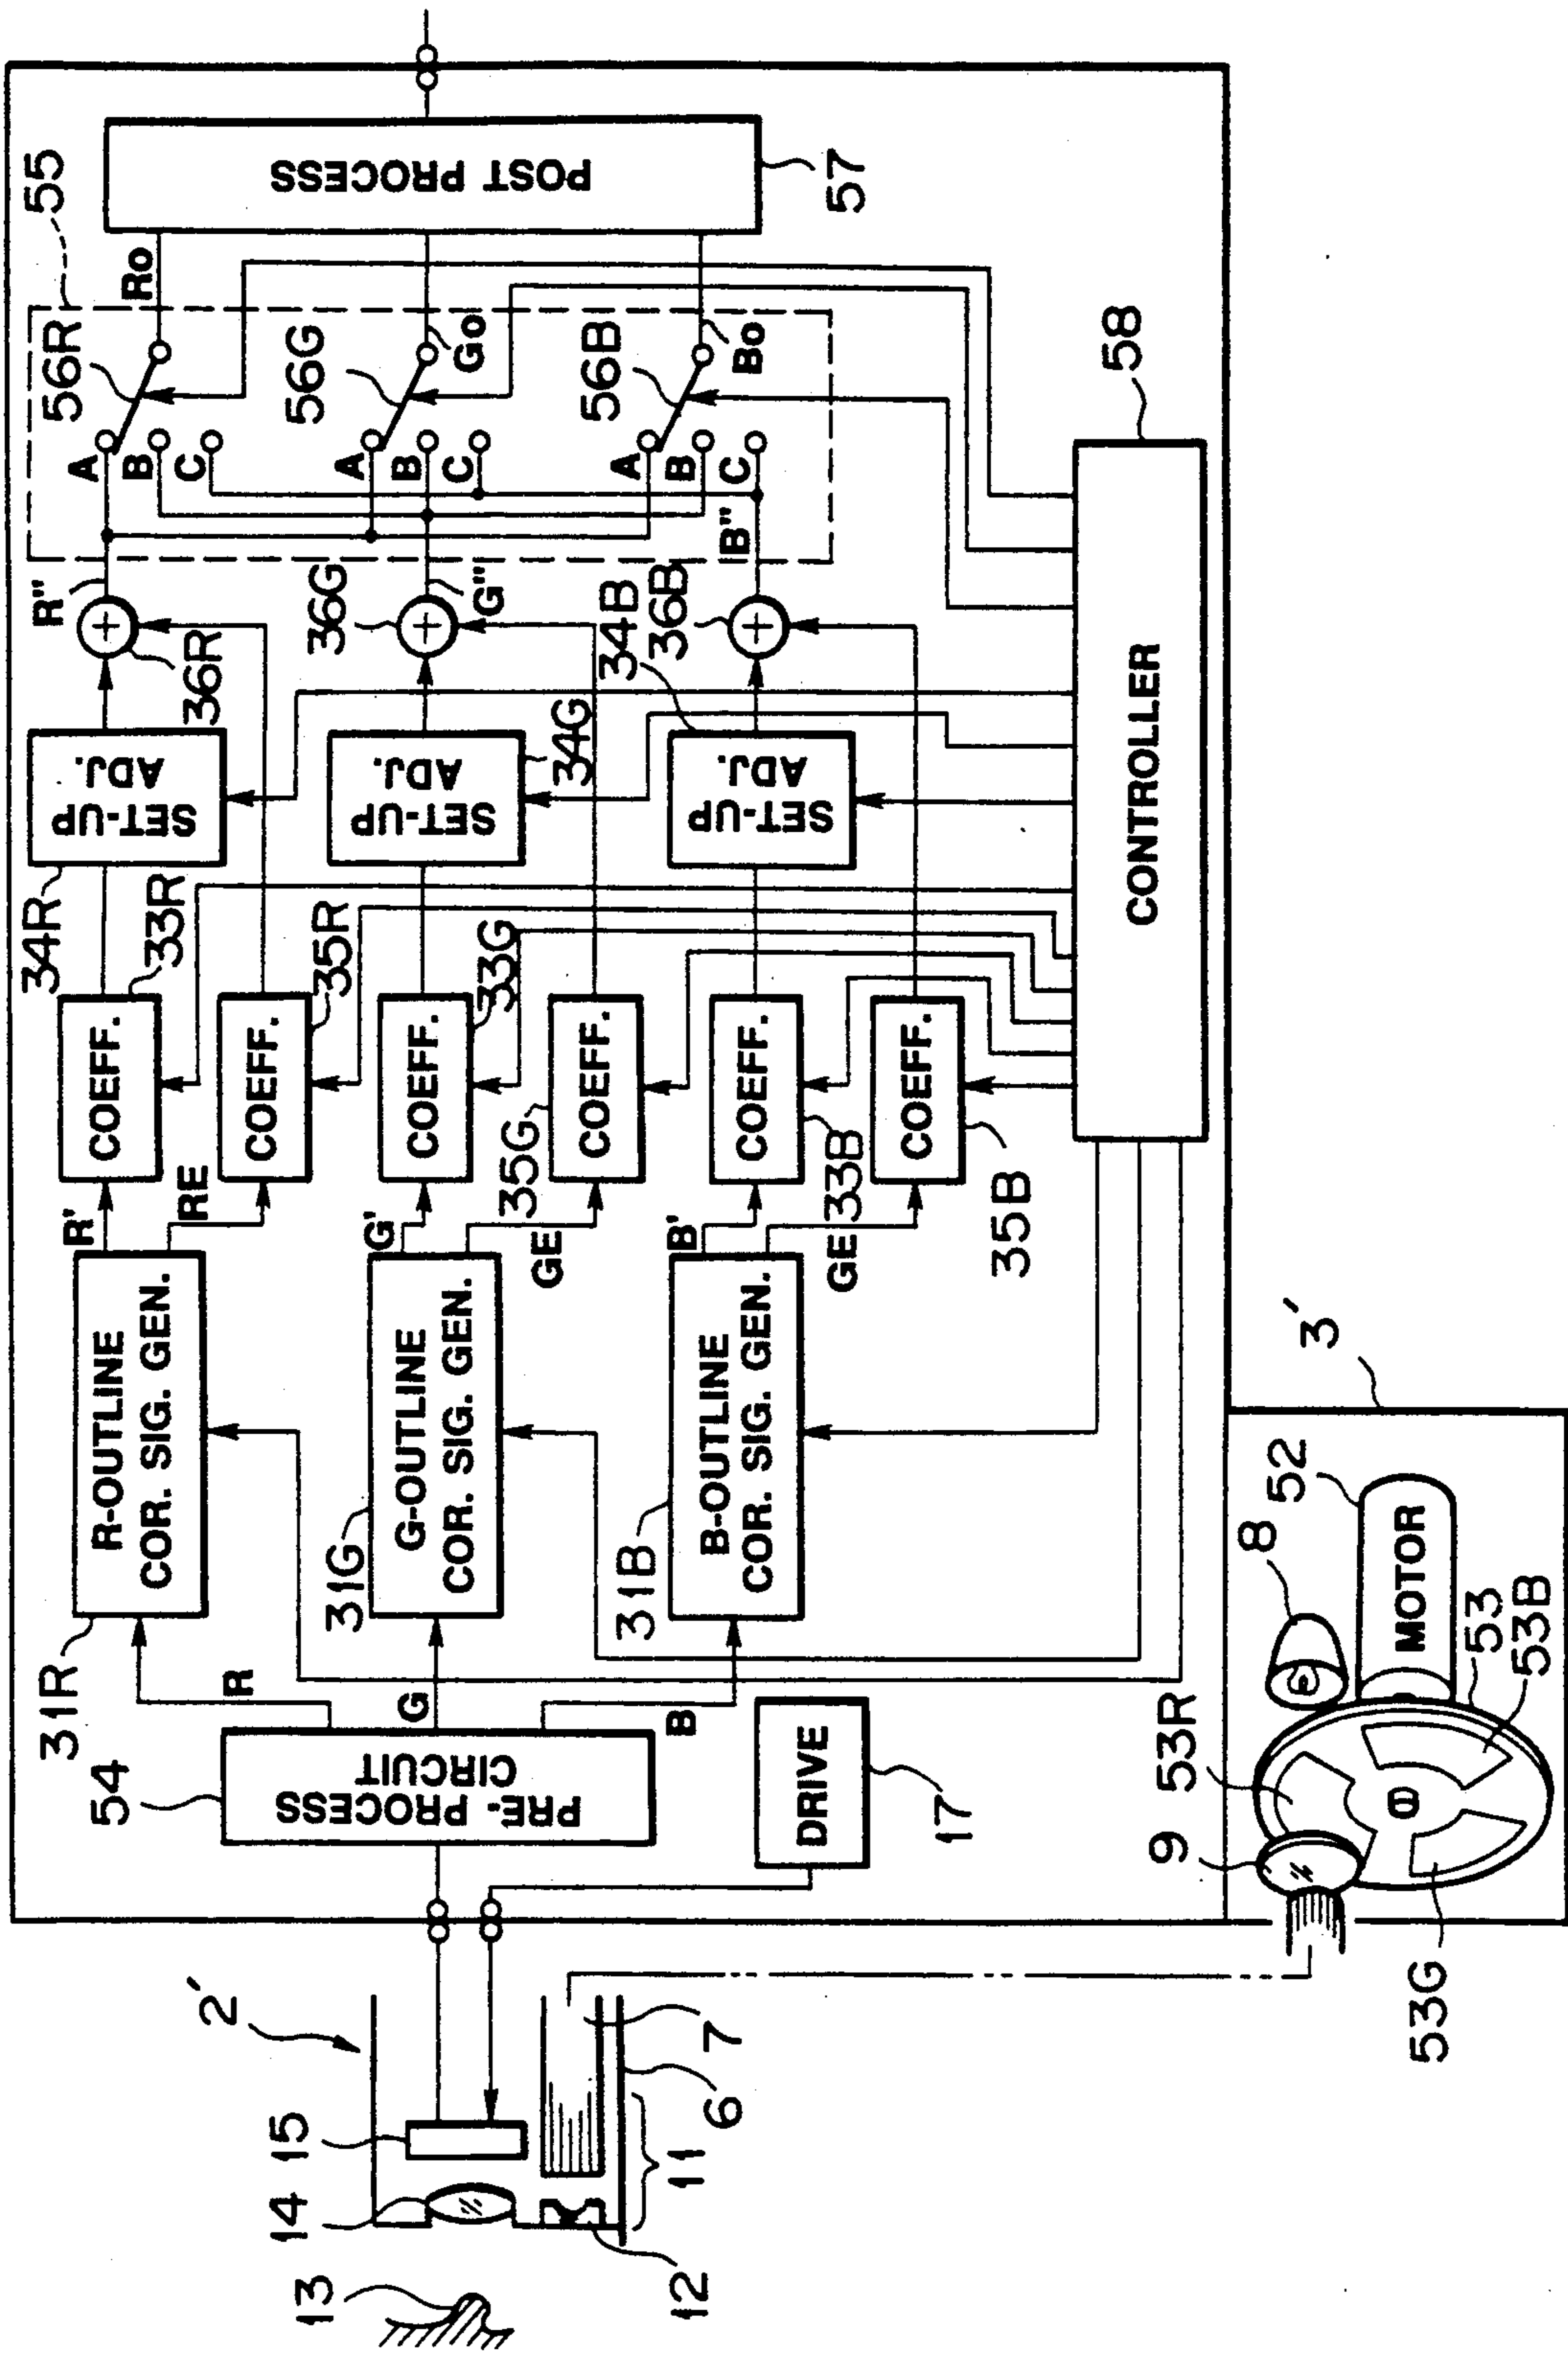 55
POST PROCESS
57
Ro
56R
56G
Go
56B
Bo
A
B
C
A
B
C
A
B
C
R''
36R
36G
G''
36B
B''
34B
34R
SET-UP
ADJ.
34G
SET-UP
ADJ.
SET-UP
ADJ.
58
CONTROLLER
33R
COEFF.
35R
COEFF.
33G
COEFF.
35G
COEFF.
33B
COEFF.
35B
COEFF.
R'
RE
G'
GE
B'
GE
31R
R-OUTLINE
COR. SIG. GEN.
31G
G-OUTLINE
COR. SIG. GEN.
31B
B-OUTLINE
COR. SIG. GEN.
R
G
B
54
PRE-PROCESS
CIRCUIT
DRIVE
17
3'
52
MOTOR
8
53
53B
53R
9
53G
2'
7
6
11
15
14
12
13